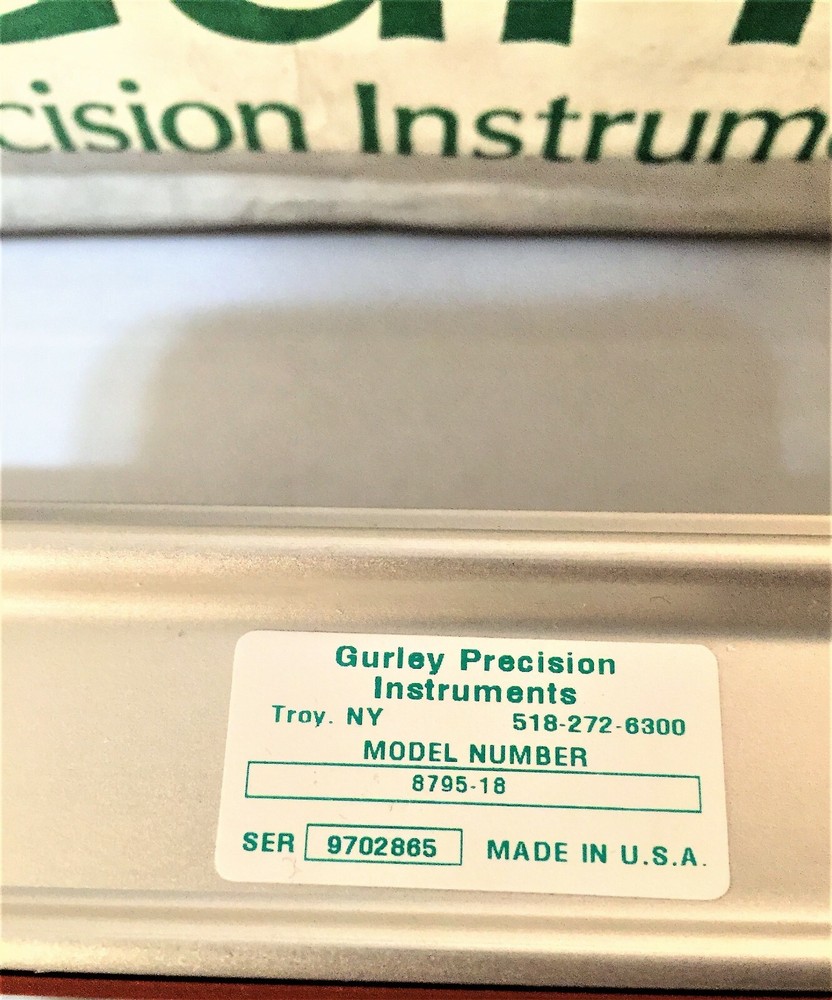 cision Instrum
Gurley Precision
Instruments
Troy. NY 518-272-6300
MODEL NUMBER
8795-18
SER 9702865 MADE IN U.S.A.